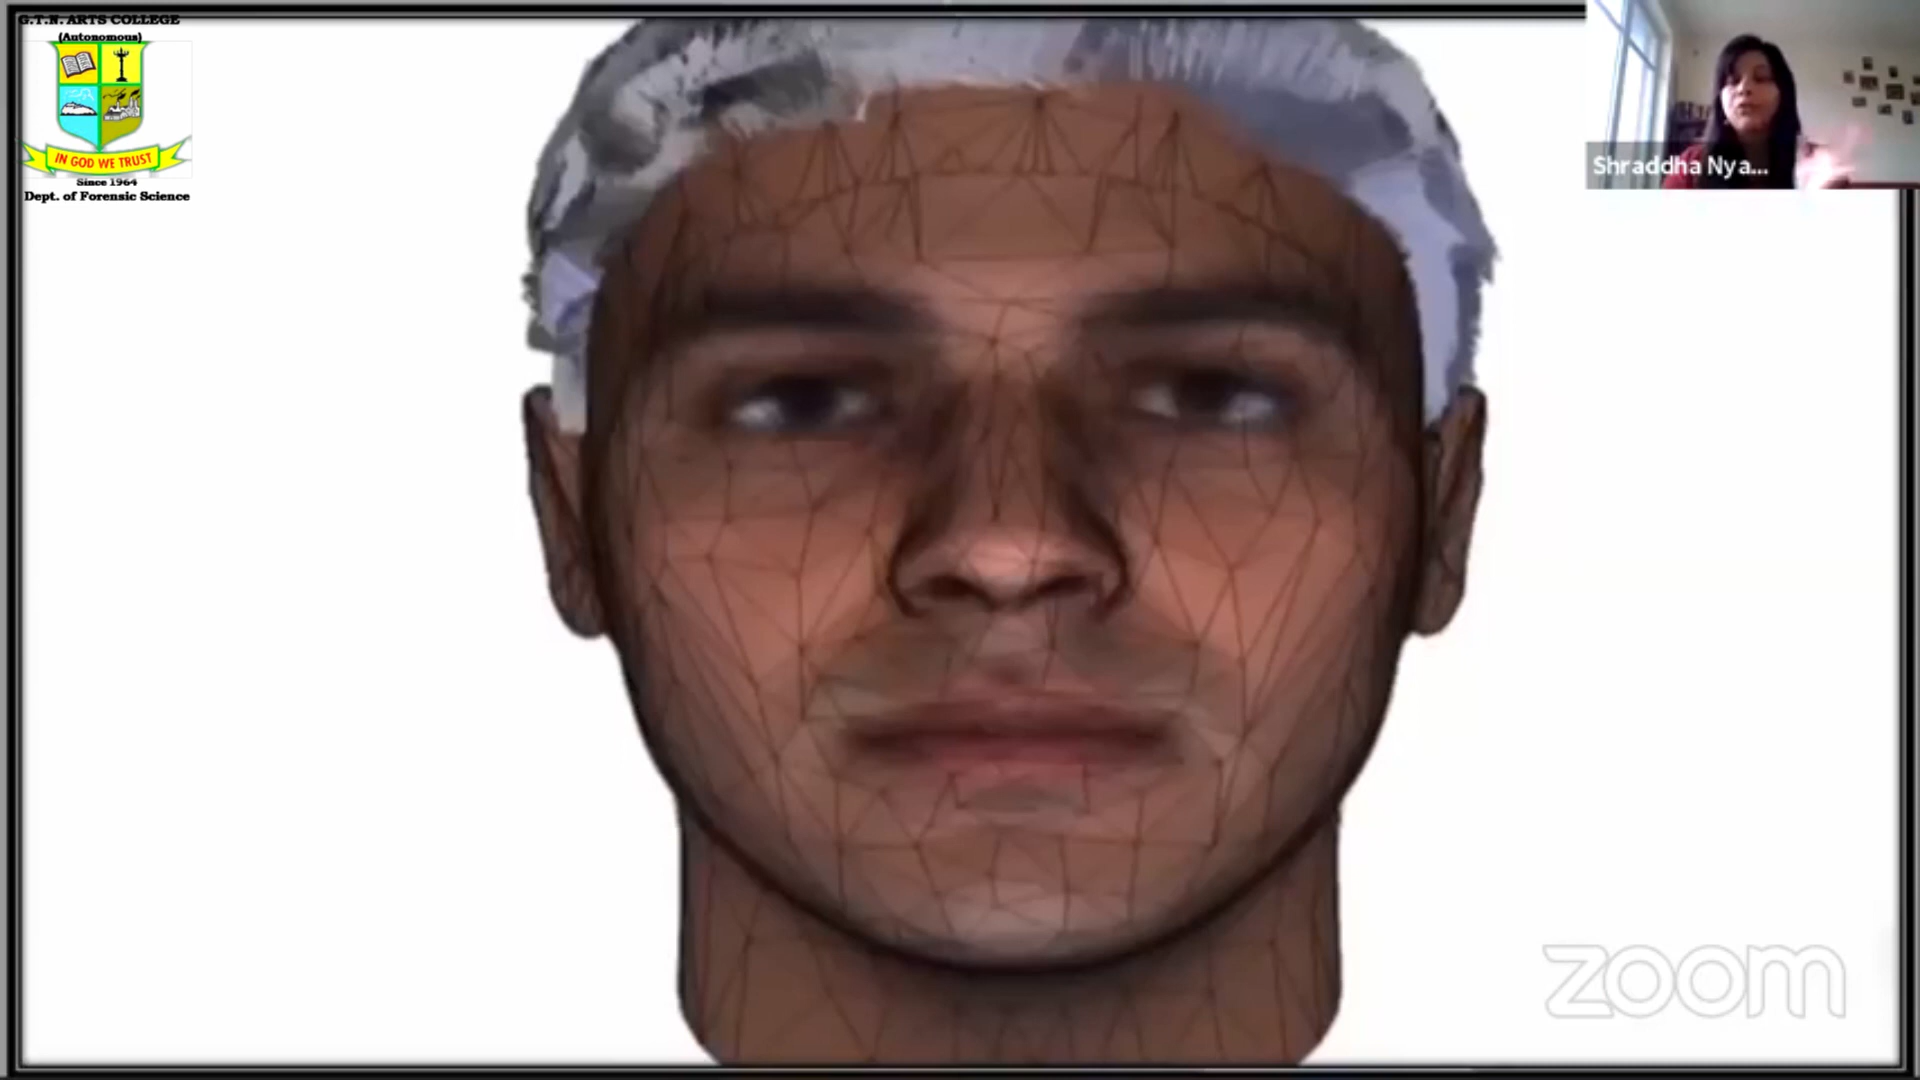 G.T.N. ARTS COLLEGE
(Autonomous)
IN GOD WE TRUST
Since 1964
Dept. of Forensic Science
Shraddha Nya...
zoom